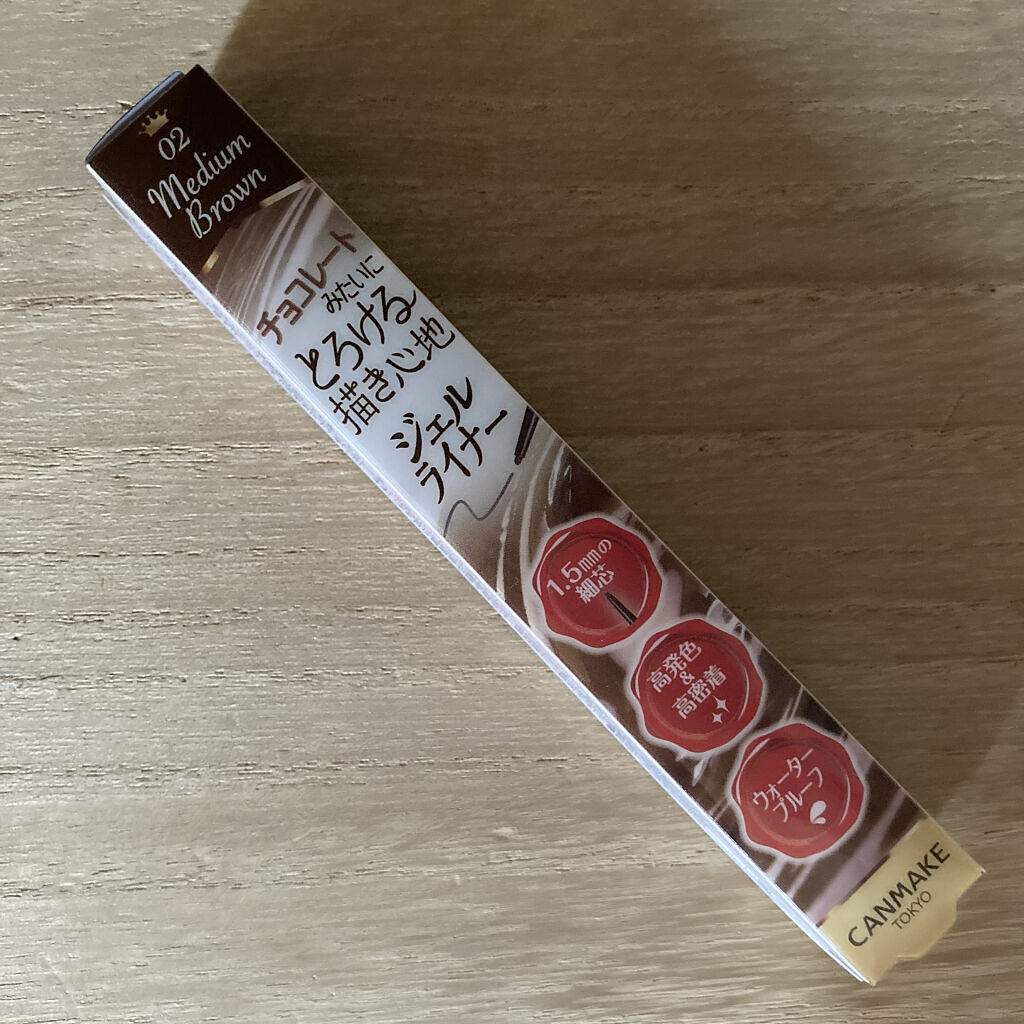 02
Medium
Brown
チョコレート
みたいに
とろける
描き心地
ジェル
ライナー
1.5mmの
細芯
高発色
&
高密着
ウォーター
プルーフ
CANMAKE
TOKYO